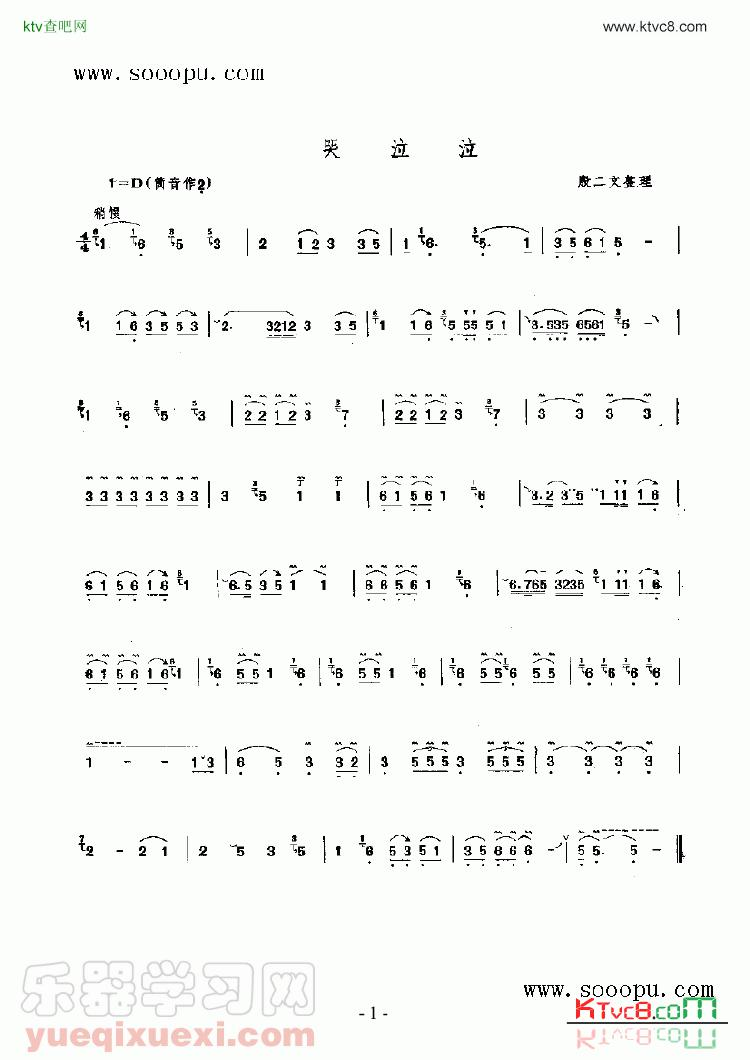 ktv查吧网
www.ktvc8.com
www.sooopu.com
哭 泣 泣
1=D(筒音作2) 殷二文整理
稍慢
4/4 1. 6 5 3 | 2 1 2 3 3 5 | 1 6. 5. 1 | 3 5 6 1 5 - |
1 1 6 3 5 5 3 | 2. 3212 3 3 5 | 1 1 6 5 55 5 1 | 3.535 6561 5 - |
1 6 5 3 | 2 2 1 2 3 7 | 2 2 1 2 3 7 | 3 3 3 3 |
3 3 3 3 3 3 3 3 | 3 5 1 1 | 6 1 5 6 1 6 | 3.2 3 5 1 11 1 6 |
6 1 5 6 1 6 1 | 6.5 3 5 1 1 | 6 6 5 6 1 6 | 6.765 3235 1 11 1 6 |
6 1 5 6 1 6 1 | 6 5 5 1 6 | 6 5 5 1 6 | 6 5 5 6 5 5 | 1 6 6 6 |
1 - - 1 3 | 6 5 3 3 2 | 3 5 5 5 3 5 5 5 | 3 3 3 3 |
2 - 2 1 | 2 5 3 5 | 1 6 5 3 5 1 | 3 5 6 6 6 - | 5 5. 5 - ‖
乐器学习网
yueqixuexi.com
- 1 -
www.sooopu.com
KTvc8.com